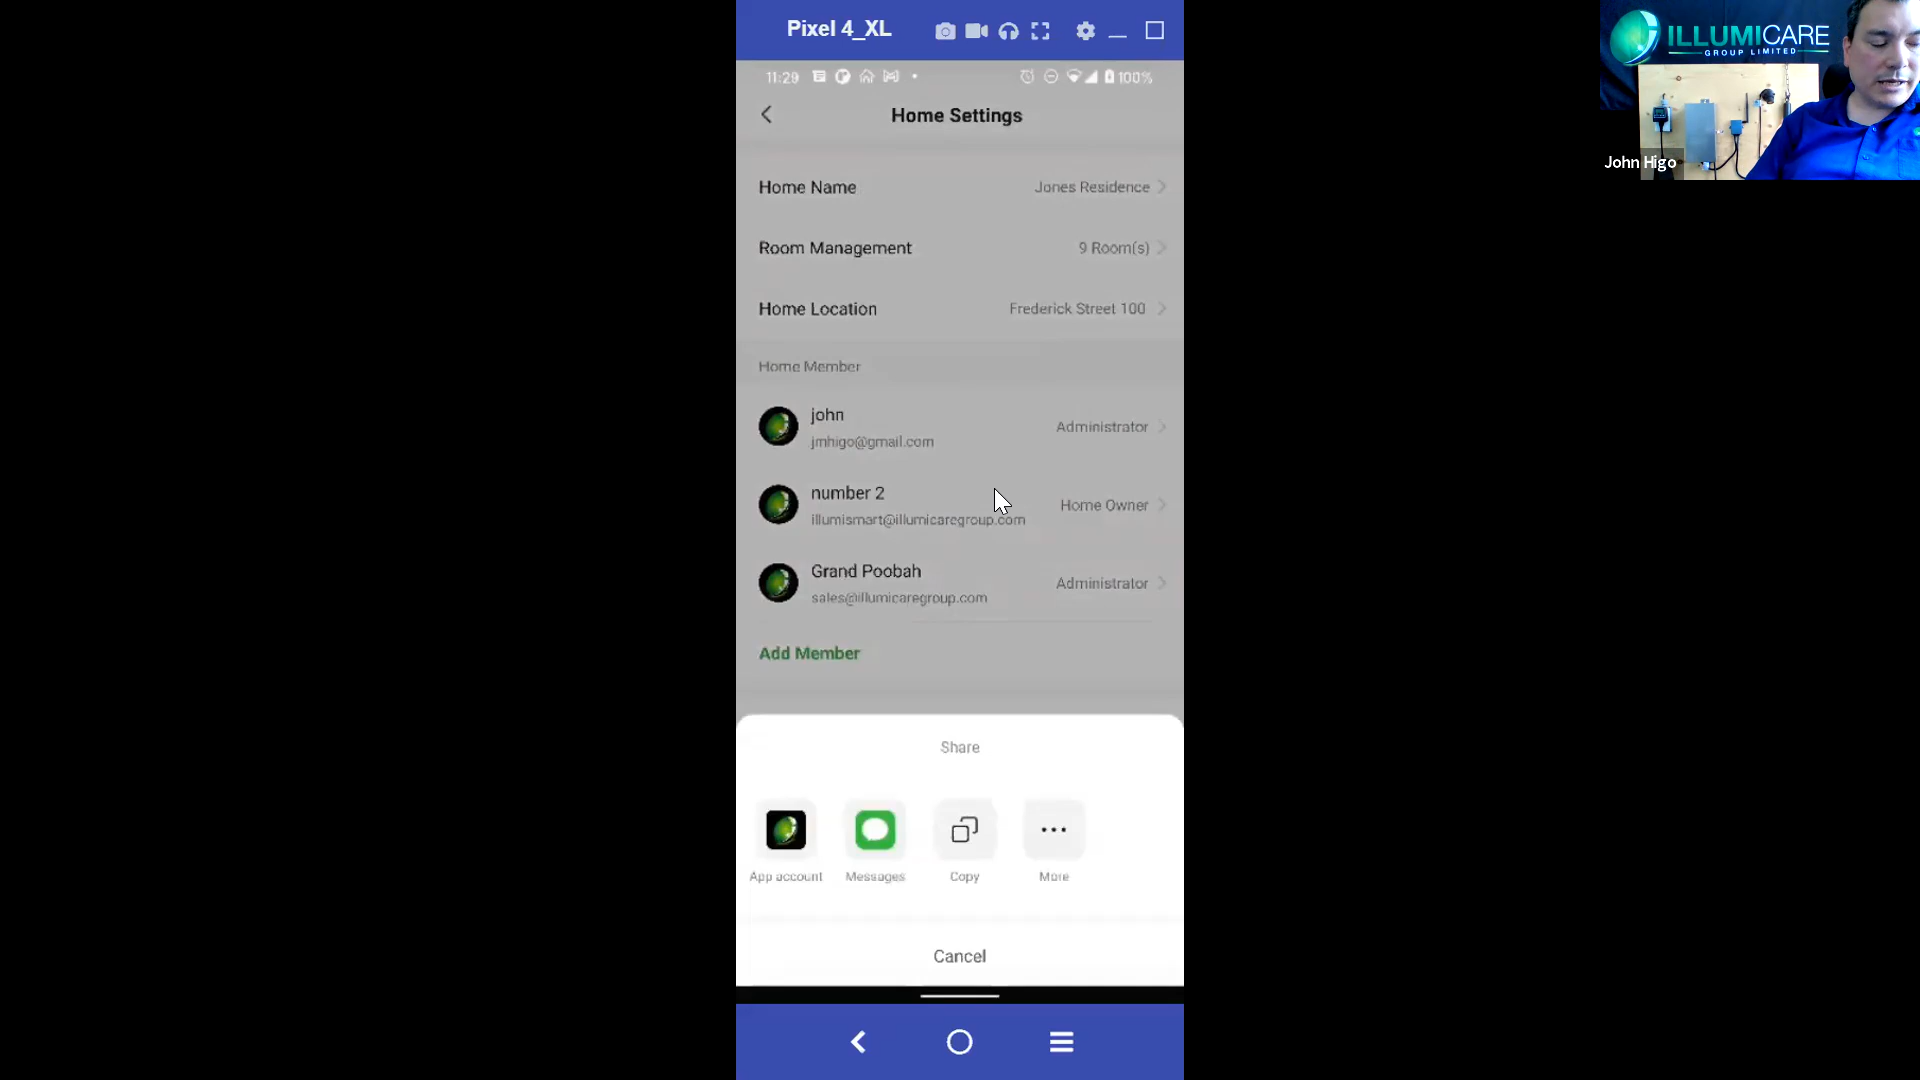 Pixel 4_XL
11:29
100%
Home Settings
Home Name
Jones Residence
Room Management
9 Room(s)
Home Location
Frederick Street 100
Home Member
john
jmhigo@gmail.com
Administrator
number 2
illumismart@illumicaregroup.com
Home Owner
Grand Poobah
sales@illumicaregroup.com
Administrator
Add Member
Share
App account
Messages
Copy
More
Cancel
ILLUMICARE
GROUP LIMITED
John Higo